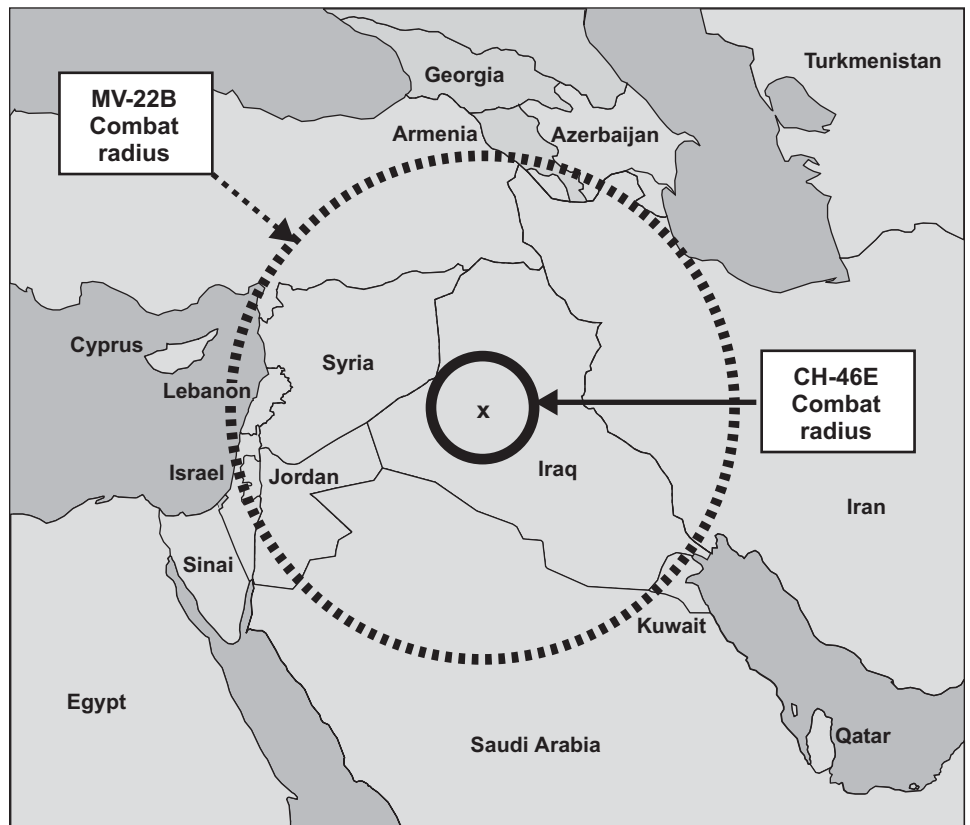 Turkmenistan
Georgia
MV-22B
Combat
radius
Armenia
Azerbaijan
Cyprus
Syria
Lebanon
CH-46E
Combat
radius
x
Israel
Jordan
Iraq
Iran
Sinai
Kuwait
Egypt
Saudi Arabia
Qatar